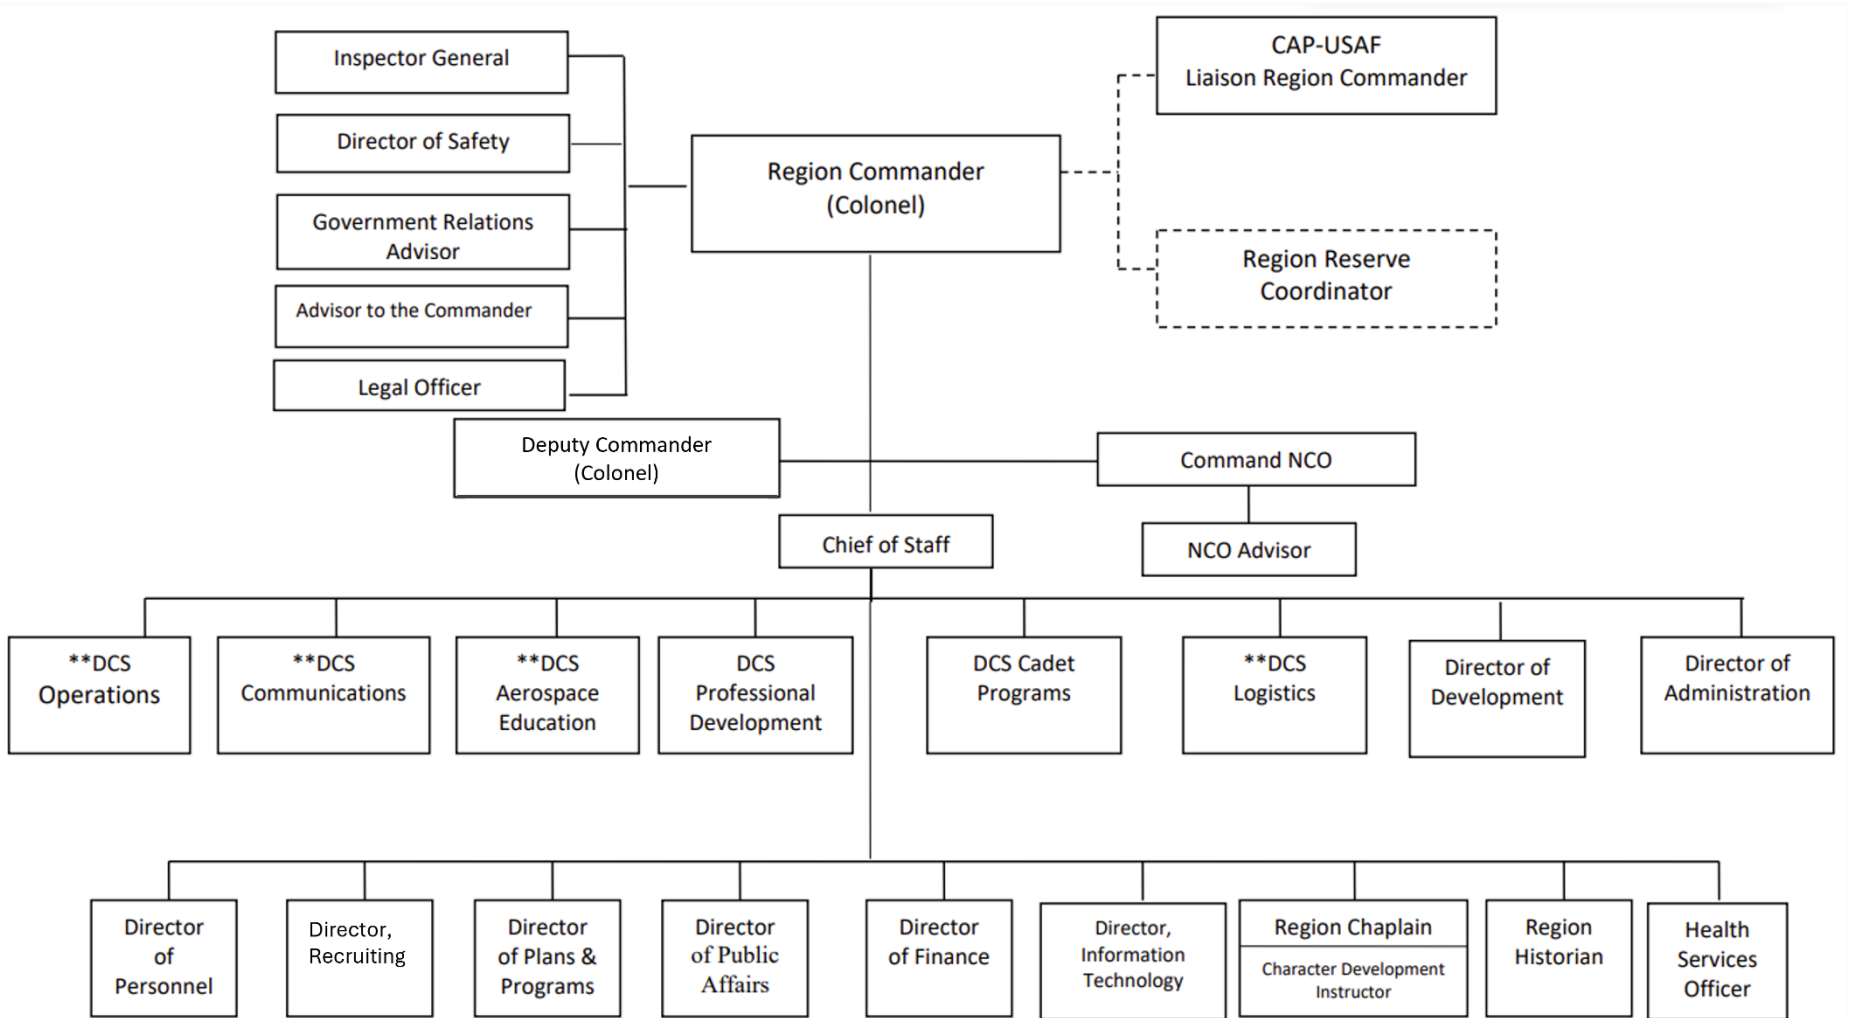 Inspector General
Director of Safety
Government Relations
Advisor
Advisor to the Commander
Legal Officer
CAP-USAF
Liaison Region Commander
Region Commander
(Colonel)
Region Reserve
Coordinator
Deputy Commander
(Colonel)
Command NCO
Chief of Staff
NCO Advisor
**DCS
Operations
**DCS
Communications
**DCS
Aerospace
Education
DCS
Professional
Development
DCS Cadet
Programs
**DCS
Logistics
Director of
Development
Director of
Administration
Director
of
Personnel
Director,
Recruiting
Director
of Plans &
Programs
Director
of Public
Affairs
Director
of Finance
Director,
Information
Technology
Region Chaplain
Character Development
Instructor
Region
Historian
Health
Services
Officer